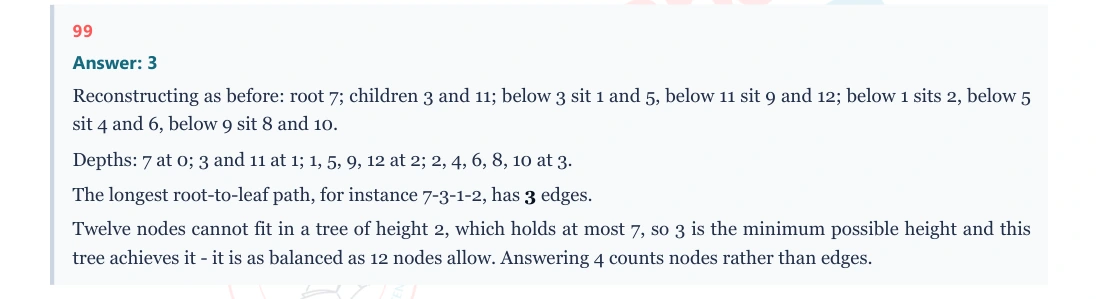 99
Answer: 3
Reconstructing as before: root 7; children 3 and 11; below 3 sit 1 and 5, below 11 sit 9 and 12; below 1 sits 2, below 5
sit 4 and 6, below 9 sit 8 and 10.
Depths: 7 at 0; 3 and 11 at 1; 1, 5, 9, 12 at 2; 2, 4, 6, 8, 10 at 3.
The longest root-to-leaf path, for instance 7-3-1-2, has 3 edges.
Twelve nodes cannot fit in a tree of height 2, which holds at most 7, so 3 is the minimum possible height and this
tree achieves it - it is as balanced as 12 nodes allow. Answering 4 counts nodes rather than edges.